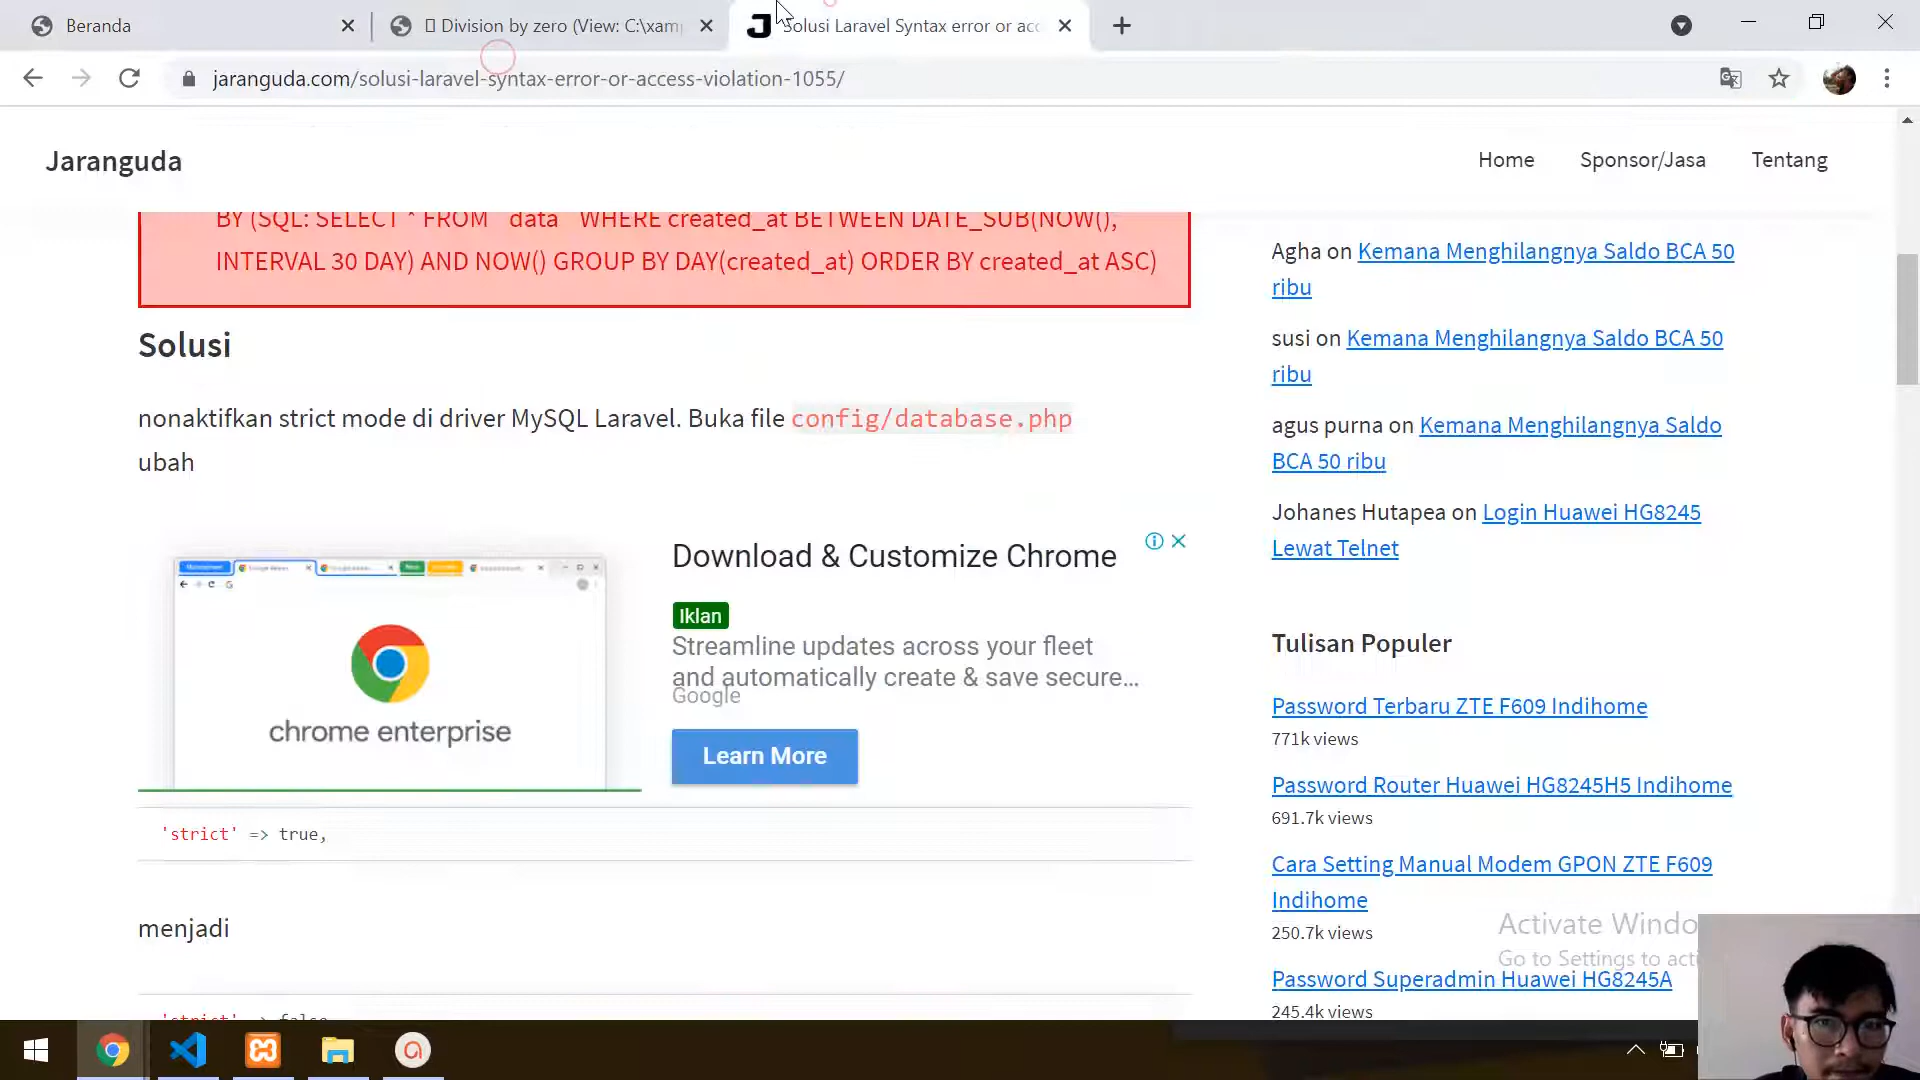 Beranda
Division by zero (View: C:\xam
Solusi Laravel Syntax error or acc
jaranguda.com/solusi-laravel-syntax-error-or-access-violation-1055/
Jaranguda
Home
Sponsor/Jasa
Tentang
BY (SQL: SELECT * FROM data WHERE created_at BETWEEN DATE_SUB(NOW(),
INTERVAL 30 DAY) AND NOW() GROUP BY DAY(created_at) ORDER BY created_at ASC)
Solusi
nonaktifkan strict mode di driver MySQL Laravel. Buka file config/database.php
ubah
Download & Customize Chrome
Iklan
Streamline updates across your fleet
and automatically create & save secure...
Google
Learn More
chrome enterprise
'strict' => true,
menjadi
'strict' => false
Agha on Kemana Menghilangnya Saldo BCA 50
ribu
susi on Kemana Menghilangnya Saldo BCA 50
ribu
agus purna on Kemana Menghilangnya Saldo
BCA 50 ribu
Johanes Hutapea on Login Huawei HG8245
Lewat Telnet
Tulisan Populer
Password Terbaru ZTE F609 Indihome
771k views
Password Router Huawei HG8245H5 Indihome
691.7k views
Cara Setting Manual Modem GPON ZTE F609
Indihome
250.7k views
Password Superadmin Huawei HG8245A
245.4k views
Activate Windo
Go to Settings to acti